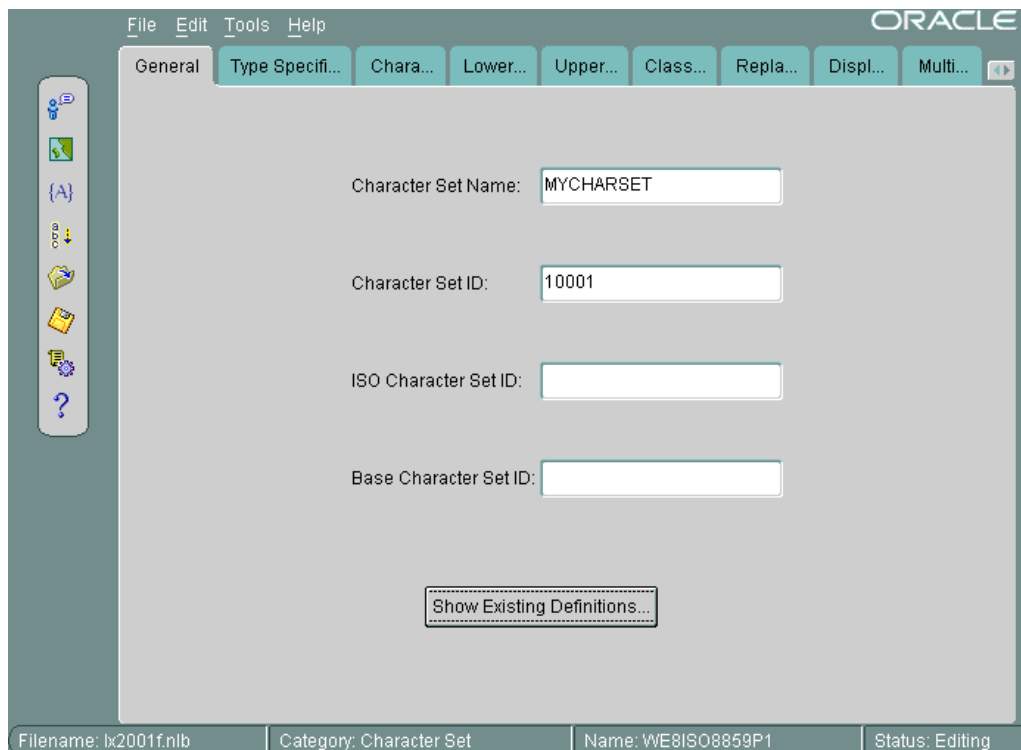 File Edit Tools Help
ORACLE
General Type Specifi... Chara... Lower... Upper... Class... Repla... Displ... Multi...
{A}
a
b
c
?
Character Set Name: MYCHARSET
Character Set ID: 10001
ISO Character Set ID:
Base Character Set ID:
Show Existing Definitions...
Filename: lx2001f.nlb Category: Character Set Name: WE8ISO8859P1 Status: Editing